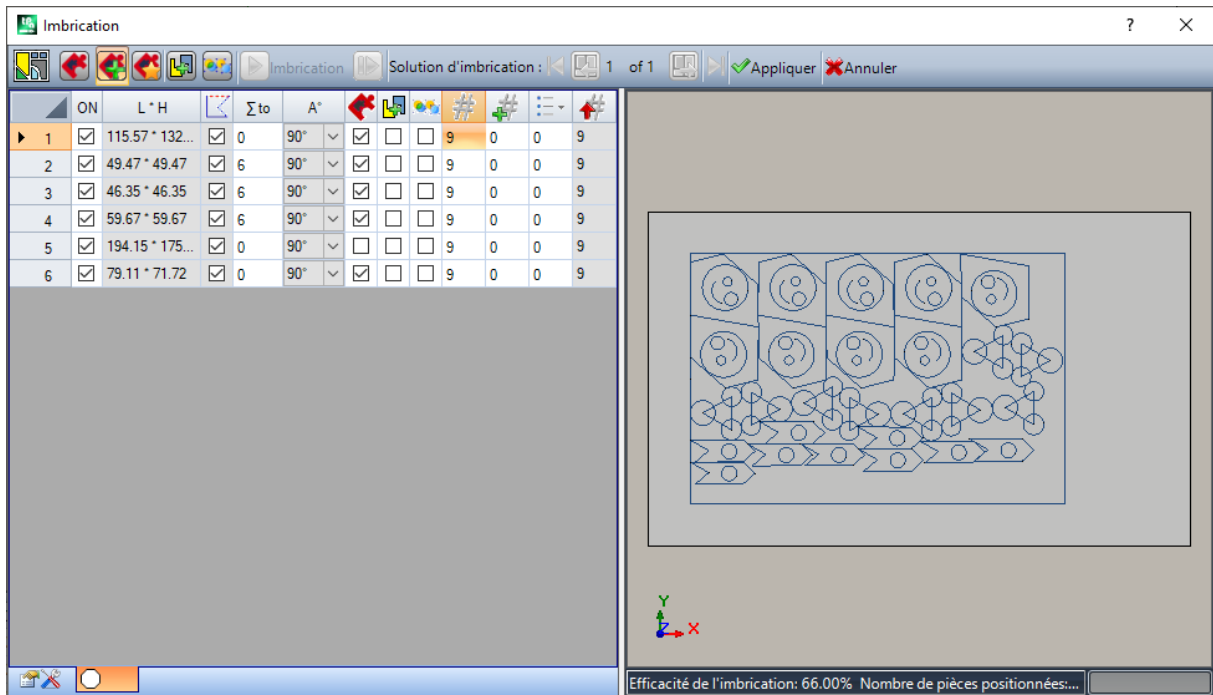 Imbrication ?
Imbrication Solution d'imbrication : 1 of 1 Appliquer Annuler
ON L * H Σ to A°
1 115.57 * 132... 0 90° 9 0 0 9
2 49.47 * 49.47 6 90° 9 0 0 9
3 46.35 * 46.35 6 90° 9 0 0 9
4 59.67 * 59.67 6 90° 9 0 0 9
5 194.15 * 175... 0 90° 9 0 0 9
6 79.11 * 71.72 0 90° 9 0 0 9
Y
Z X
Efficacité de l'imbrication: 66.00% Nombre de pièces positionnées:...